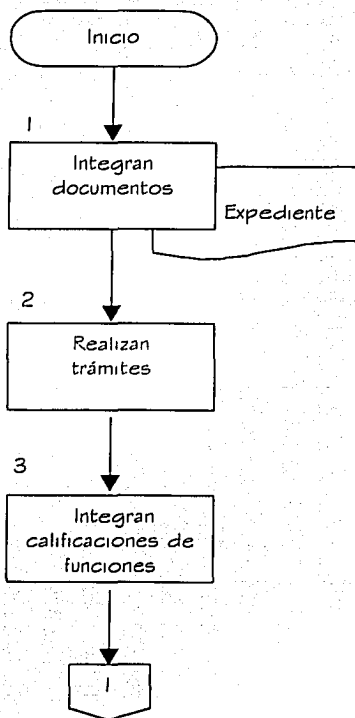 Inicio
1
Integran
documentos
Expediente
2
Realizan
trámites
3
Integran
calificaciones de
funciones
1